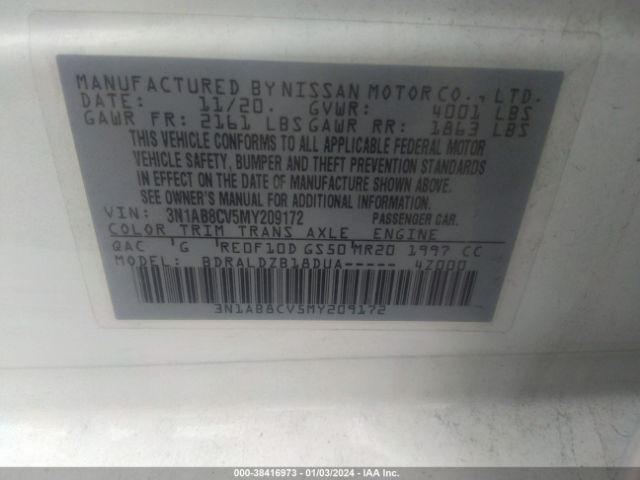 MANUFACTURED BY NISSAN MOTOR CO., LTD.
DATE: 11/20. GVWR: 4001 LBS
GAWR FR: 2161 LBS GAWR RR: 1863 LBS
THIS VEHICLE CONFORMS TO ALL APPLICABLE FEDERAL MOTOR
VEHICLE SAFETY, BUMPER AND THEFT PREVENTION STANDARDS
IN EFFECT ON THE DATE OF MANUFACTURE SHOWN ABOVE.
SEE OWNER'S MANUAL FOR ADDITIONAL INFORMATION.
VIN: 3N1AB8CV5MY209172 PASSENGER CAR.
COLOR TRIM TRANS AXLE ENGINE
QAC G RE0F10D GS50 MR20 1997 CC
MODEL: BDRALDZB18DUA----- 4Z000
3N1AB8CV5MY209172
000-38416973 - 01/03/2024 - IAA Inc.